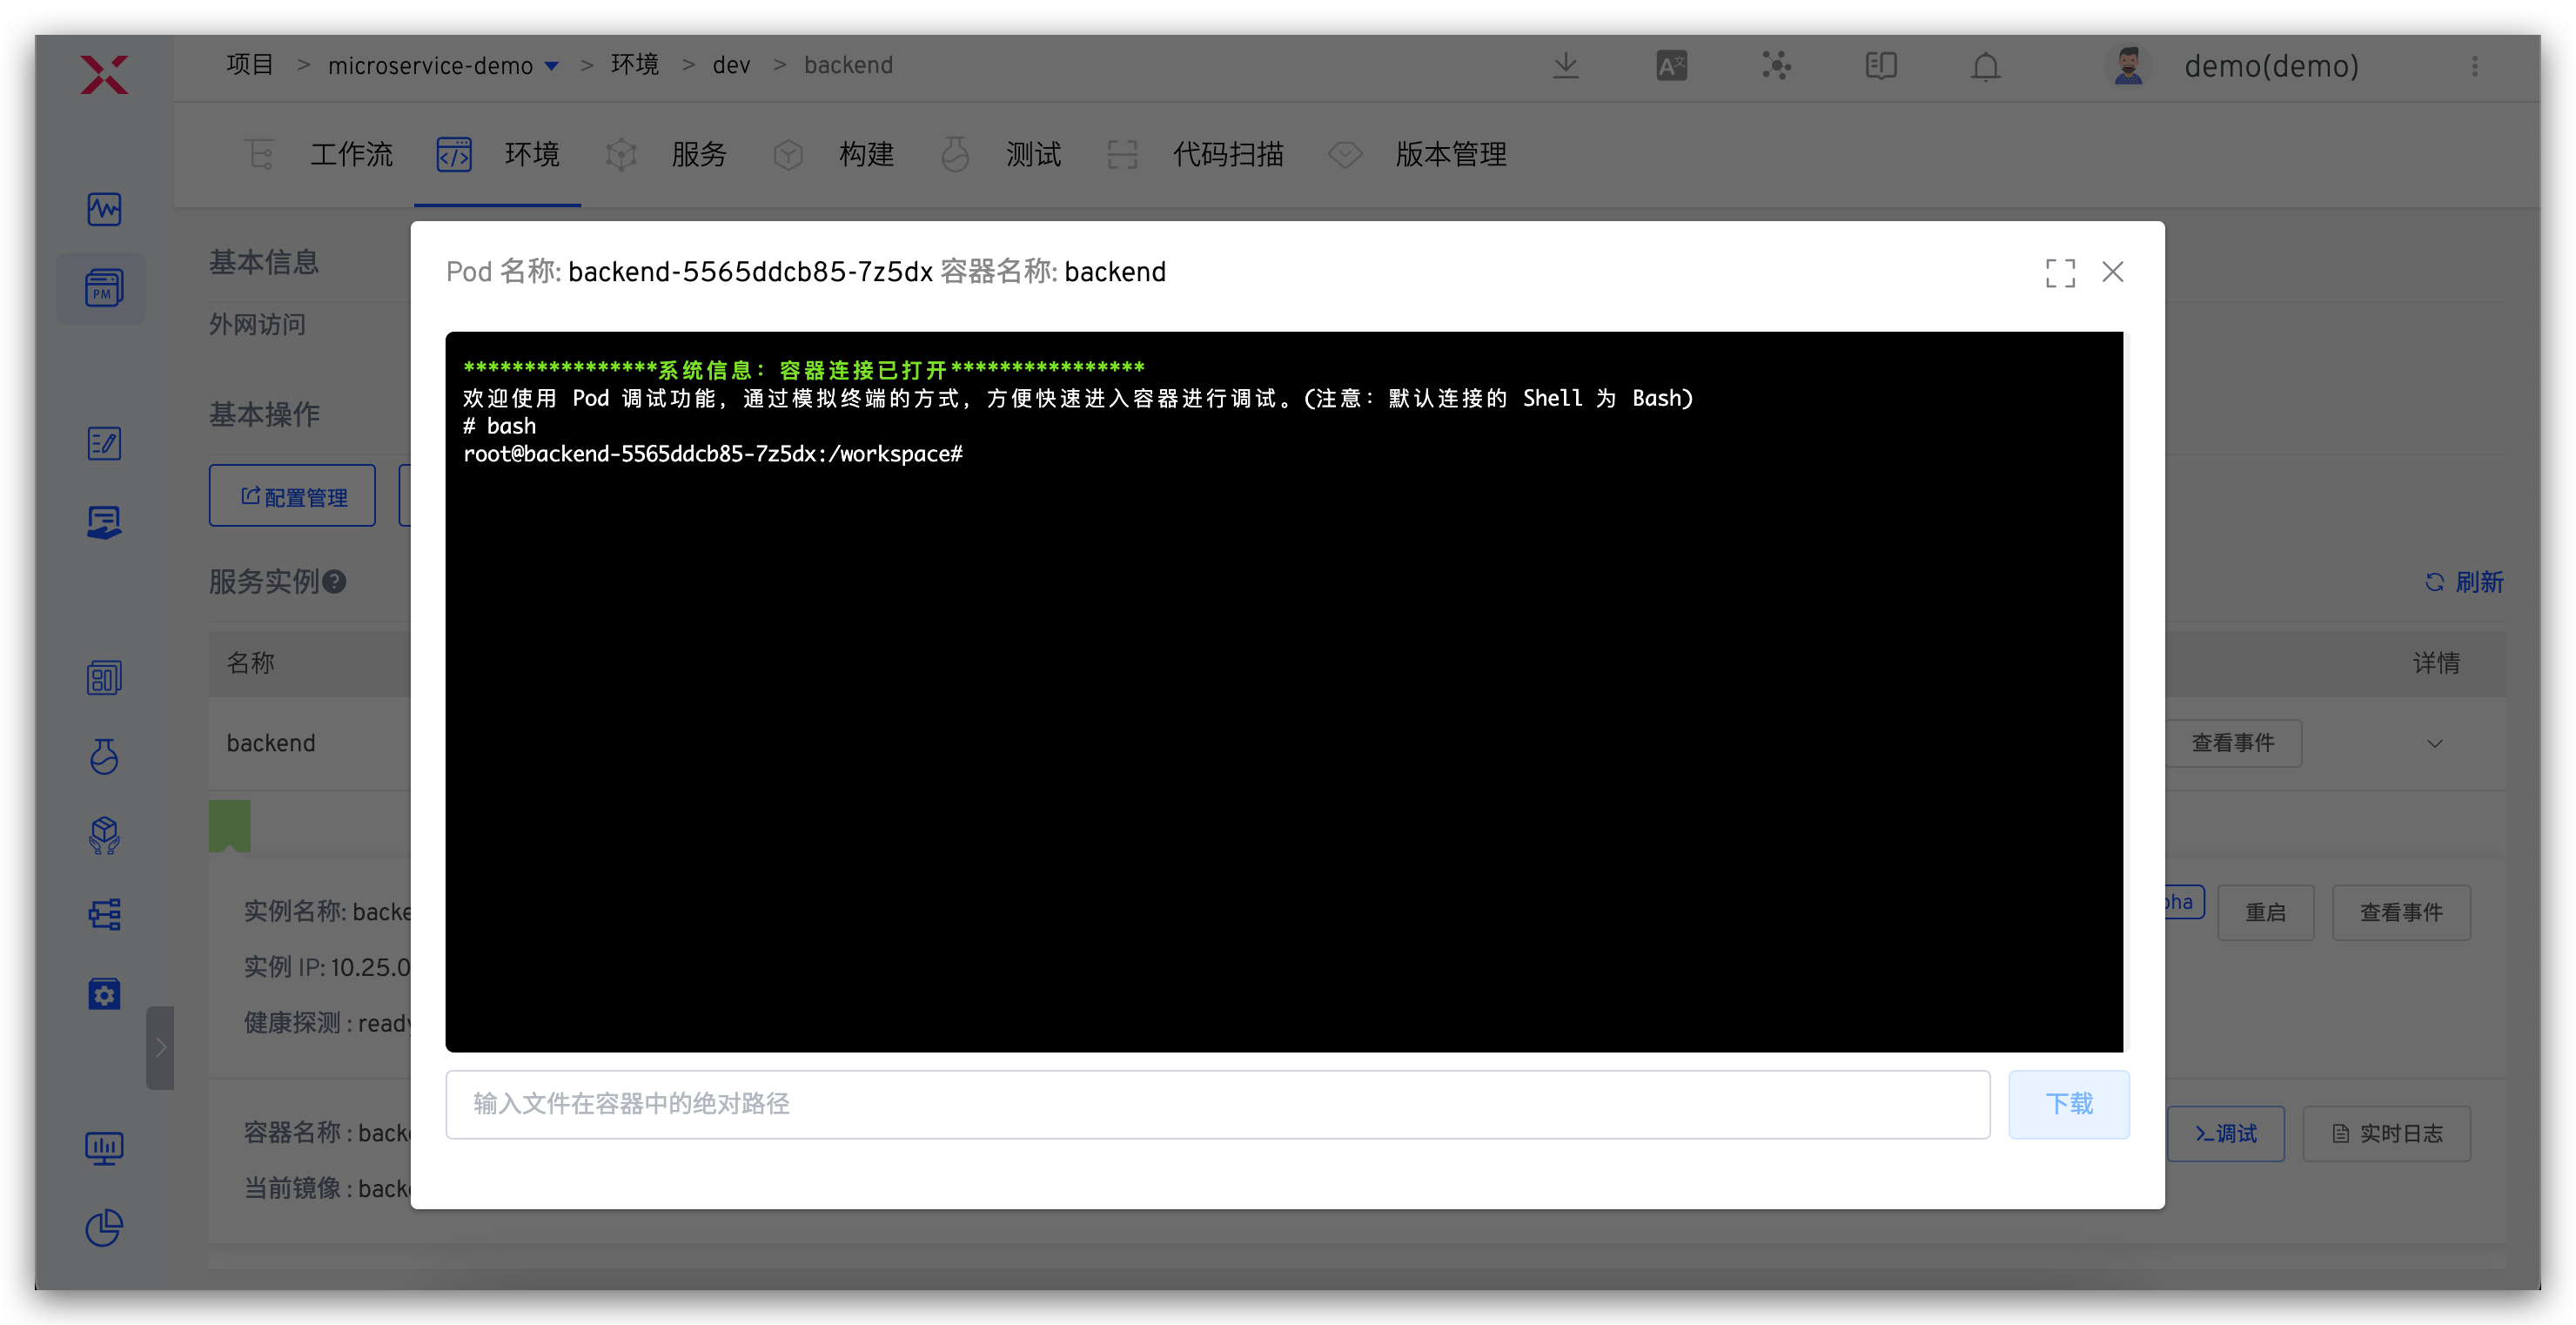 项目 > microservice-demo > 环境 > dev > backend
demo(demo)
工作流 环境 服务 构建 测试 代码扫描 版本管理
PM
基本信息
外网访问
基本操作
配置管理
服务实例
刷新
名称 详情
backend 查看事件
实例名称: backe
pha 重启 查看事件
实例 IP: 10.25.0
健康探测 : ready
容器名称 : backe
>_调试 实时日志
当前镜像 : backe
Pod 名称: backend-5565ddcb85-7z5dx 容器名称: backend
****************系统信息: 容器连接已打开****************
欢迎使用 Pod 调试功能, 通过模拟终端的方式, 方便快速进入容器进行调试。(注意: 默认连接的 Shell 为 Bash)
# bash
root@backend-5565ddcb85-7z5dx:/workspace#
输入文件在容器中的绝对路径 下载